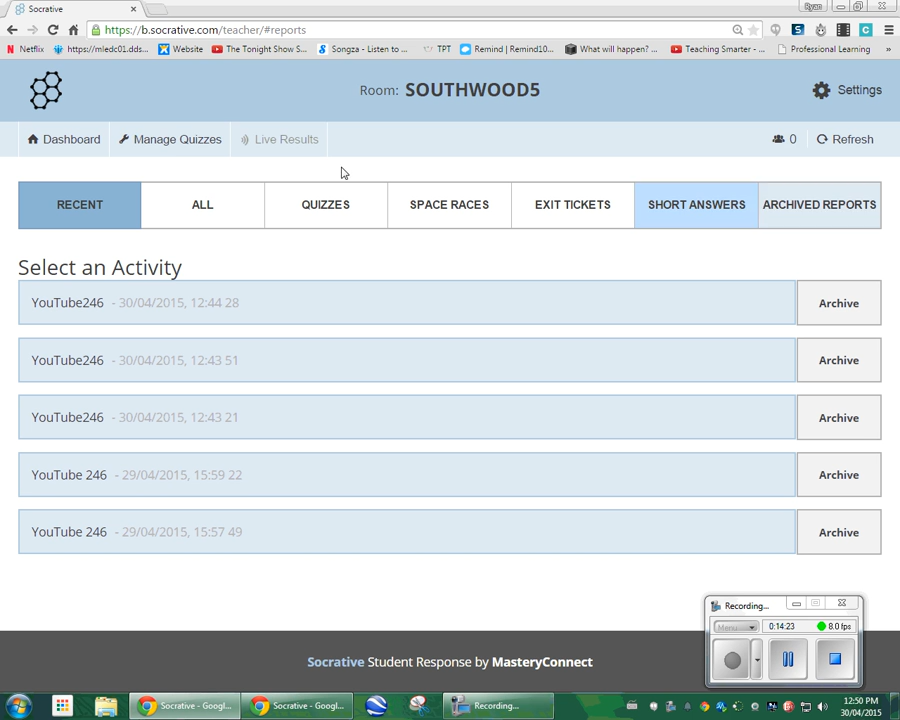 Socrative
Ryan
https://b.socrative.com/teacher/#reports
Netflix
https://mledc01.dds...
Website
The Tonight Show S...
Songza - Listen to ...
TPT
Remind | Remind10...
What will happen? ...
Teaching Smarter - ...
Professional Learning
Room: SOUTHWOOD5
Settings
Dashboard
Manage Quizzes
Live Results
0
Refresh
RECENT
ALL
QUIZZES
SPACE RACES
EXIT TICKETS
SHORT ANSWERS
ARCHIVED REPORTS
Select an Activity
YouTube246 - 30/04/2015, 12:44 28
Archive
YouTube246 - 30/04/2015, 12:43 51
Archive
YouTube246 - 30/04/2015, 12:43 21
Archive
YouTube 246 - 29/04/2015, 15:59 22
Archive
YouTube 246 - 29/04/2015, 15:57 49
Archive
Recording...
Menu...
0:14:23
8.0 fps
Socrative Student Response by MasteryConnect
Socrative - Googl...
Socrative - Googl...
Recording...
12:50 PM
30/04/2015